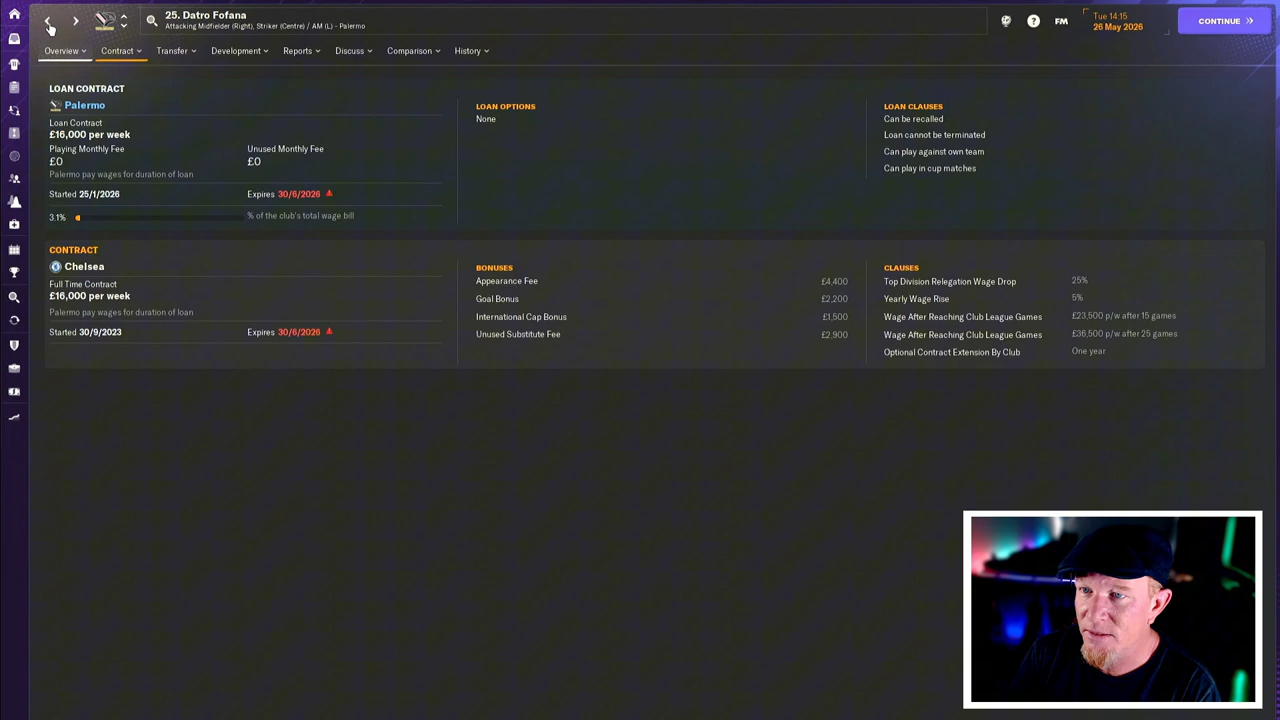 25. Datro Fofana
Attacking Midfielder (Right), Striker (Centre) / AM (L) - Palermo
FM
Tue 14:15
26 May 2026
CONTINUE
Overview
Contract
Transfer
Development
Reports
Discuss
Comparison
History
LOAN CONTRACT
Palermo
Loan Contract
£16,000 per week
Playing Monthly Fee
Unused Monthly Fee
£0
£0
Palermo pay wages for duration of loan
Started 25/1/2026
Expires 30/6/2026
3.1%
% of the club's total wage bill
LOAN OPTIONS
None
LOAN CLAUSES
Can be recalled
Loan cannot be terminated
Can play against own team
Can play in cup matches
CONTRACT
Chelsea
Full Time Contract
£16,000 per week
Palermo pay wages for duration of loan
Started 30/9/2023
Expires 30/6/2026
BONUSES
Appearance Fee £4,400
Goal Bonus £2,200
International Cap Bonus £1,500
Unused Substitute Fee £2,900
CLAUSES
Top Division Relegation Wage Drop 25%
Yearly Wage Rise 5%
Wage After Reaching Club League Games £23,500 p/w after 15 games
Wage After Reaching Club League Games £36,500 p/w after 25 games
Optional Contract Extension By Club One year